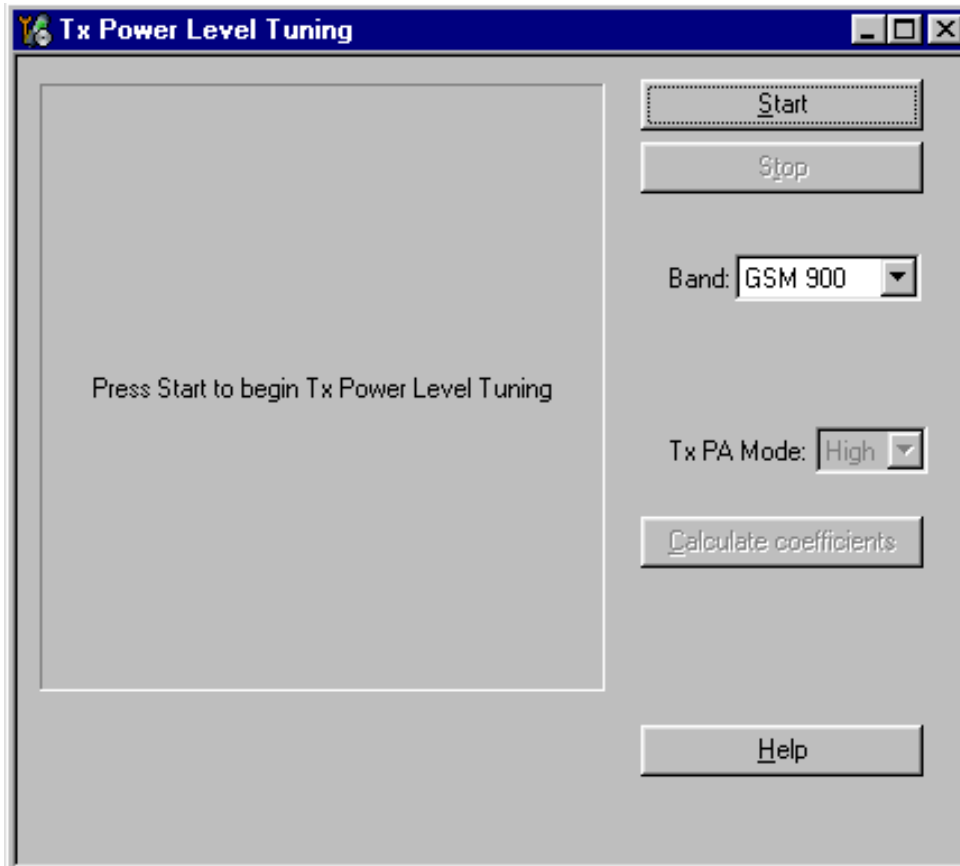 Tx Power Level Tuning
Start
Stop
Band: GSM 900
Press Start to begin Tx Power Level Tuning
Tx PA Mode: High
Calculate coefficients
Help